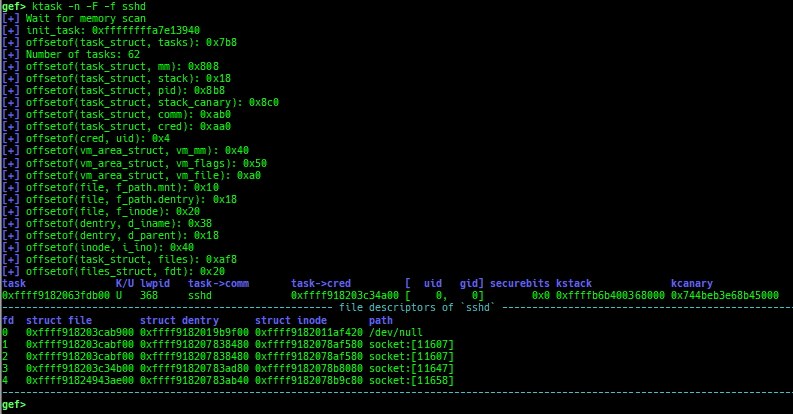 gef> ktask -n -F -f sshd
[+] Wait for memory scan
[+] init_task: 0xffffffffa7e13940
[+] offsetof(task_struct, tasks): 0x7b8
[+] Number of tasks: 62
[+] offsetof(task_struct, mm): 0x808
[+] offsetof(task_struct, stack): 0x18
[+] offsetof(task_struct, pid): 0x8b8
[+] offsetof(task_struct, stack_canary): 0x8c0
[+] offsetof(task_struct, comm): 0xab0
[+] offsetof(task_struct, cred): 0xaa0
[+] offsetof(cred, uid): 0x4
[+] offsetof(vm_area_struct, vm_mm): 0x40
[+] offsetof(vm_area_struct, vm_flags): 0x50
[+] offsetof(vm_area_struct, vm_file): 0xa0
[+] offsetof(file, f_path.mnt): 0x10
[+] offsetof(file, f_path.dentry): 0x18
[+] offsetof(file, f_inode): 0x20
[+] offsetof(dentry, d_iname): 0x38
[+] offsetof(dentry, d_parent): 0x18
[+] offsetof(inode, i_ino): 0x40
[+] offsetof(task_struct, files): 0xaf8
[+] offsetof(files_struct, fdt): 0x20
task K/U lwpid task->comm task->cred [ uid gid] securebits kstack kcanary
0xffff9182063fdb00 U 368 sshd 0xffff918203c34a00 [ 0, 0] 0x0 0xffffb6b400368000 0x744beb3e68b45000
file descriptors of `sshd`
fd struct file struct dentry struct inode path
0 0xffff918203cab900 0xffff9182019b9f00 0xffff9182011af420 /dev/null
1 0xffff918203cabf00 0xffff918207838480 0xffff9182078af580 socket:[11607]
2 0xffff918203cabf00 0xffff918207838480 0xffff9182078af580 socket:[11607]
3 0xffff918203c34b00 0xffff91820783ad80 0xffff9182078b8080 socket:[11647]
4 0xffff91824943ae00 0xffff91820783ab40 0xffff9182078b9c80 socket:[11658]
gef>